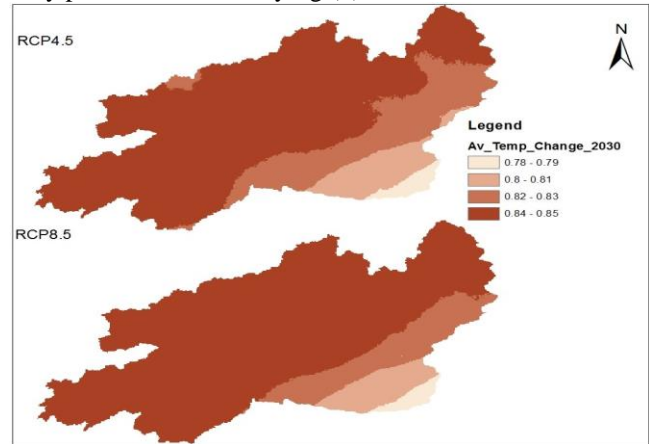 RCP4.5
N
Legend
Av_Temp_Change_2030
0.78 - 0.79
0.8 - 0.81
0.82 - 0.83
0.84 - 0.85
RCP8.5